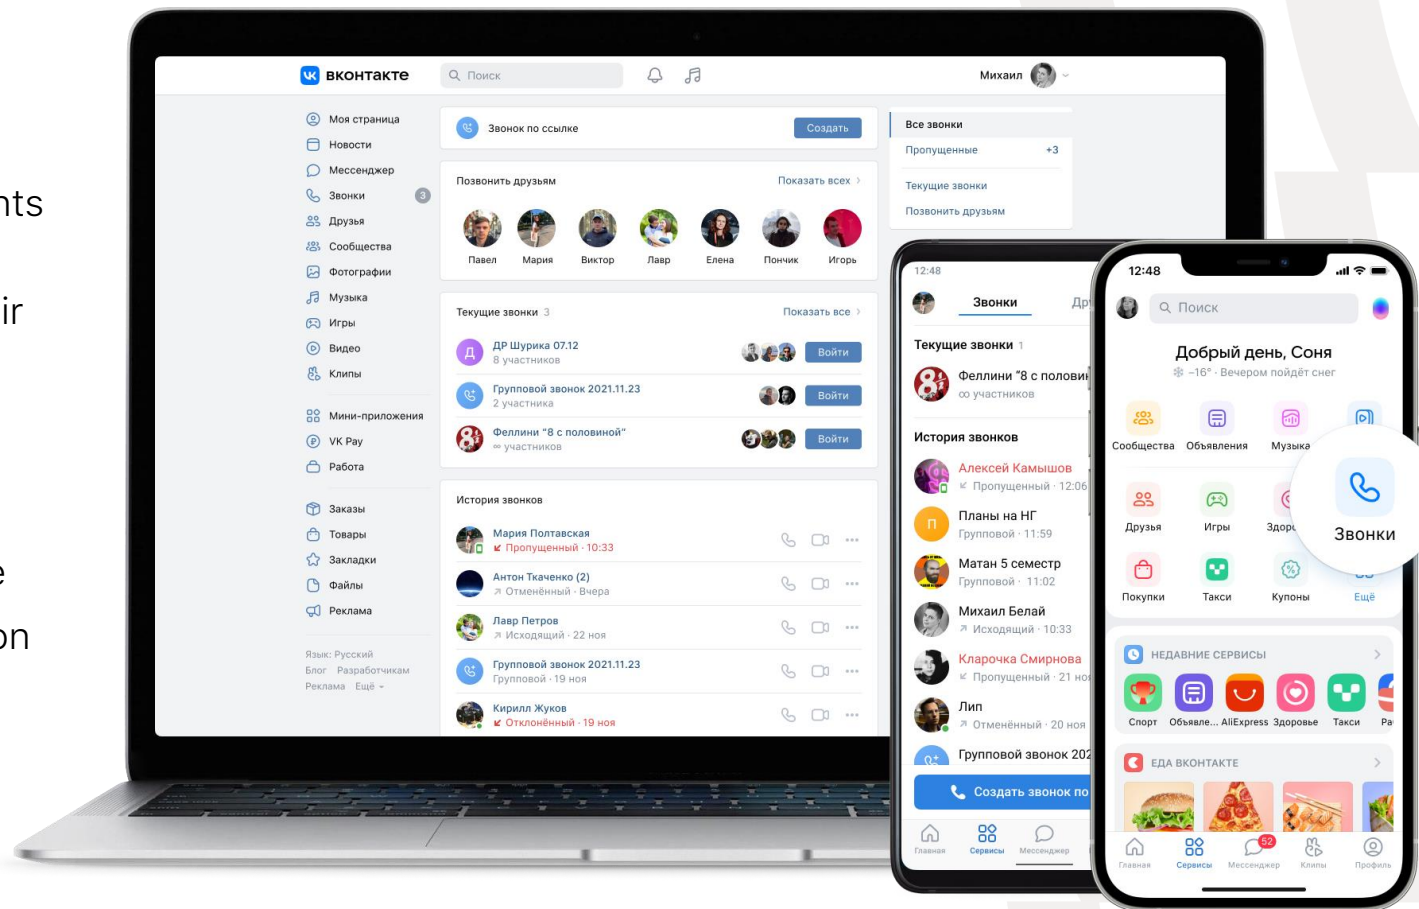 вконтакте
Поиск
Михаил
Моя страница
Новости
Мессенджер
Звонки 3
Друзья
Сообщества
Фотографии
Музыка
Игры
Видео
Клипы
Мини-приложения
VK Pay
Работа
Заказы
Товары
Закладки
Файлы
Реклама
Язык: Русский
Блог Разработчикам
Реклама Ещё
Звонок по ссылке
Создать
Позвонить друзьям
Показать всех
Павел Мария Виктор Лавр Елена Пончик Игорь
Текущие звонки 3
Показать все
Д
ДР Шурика 07.12
8 участников
Войти
Групповой звонок 2021.11.23
2 участника
Войти
Феллини "8 с половиной"
∞ участников
Войти
История звонков
Мария Полтавская
Пропущенный · 10:33
Антон Ткаченко (2)
Отменённый · Вчера
Лавр Петров
Исходящий · 22 ноя
Групповой звонок 2021.11.23
Групповой · 19 ноя
Кирилл Жуков
Отклонённый · 19 ноя
Все звонки
Пропущенные +3
Текущие звонки
Позвонить друзьям
12:48
Звонки
Текущие звонки 1
Феллини "8 с половин
∞ участников
История звонков
Алексей Камышов
Пропущенный · 12:06
П
Планы на НГ
Групповой · 11:59
Матан 5 семестр
Групповой · 11:02
Михаил Белай
Исходящий · 10:33
Кларочка Смирнова
Пропущенный · 21 ноя
Лип
Отменённый · 20 ноя
Групповой звонок 202
Создать звонок по
Главная Сервисы Мессенджер
12:48
Поиск
Добрый день, Соня
−16° · Вечером пойдёт снег
Сообщества Объявления Музыка
Звонки
Друзья Игры Здоро
Покупки Такси Купоны Ещё
НЕДАВНИЕ СЕРВИСЫ
Спорт Объявле... AliExpress Здоровье Такси
ЕДА ВКОНТАКТЕ
52
Главная Сервисы Мессенджер Клипы Профиль
nts
ir
e
on